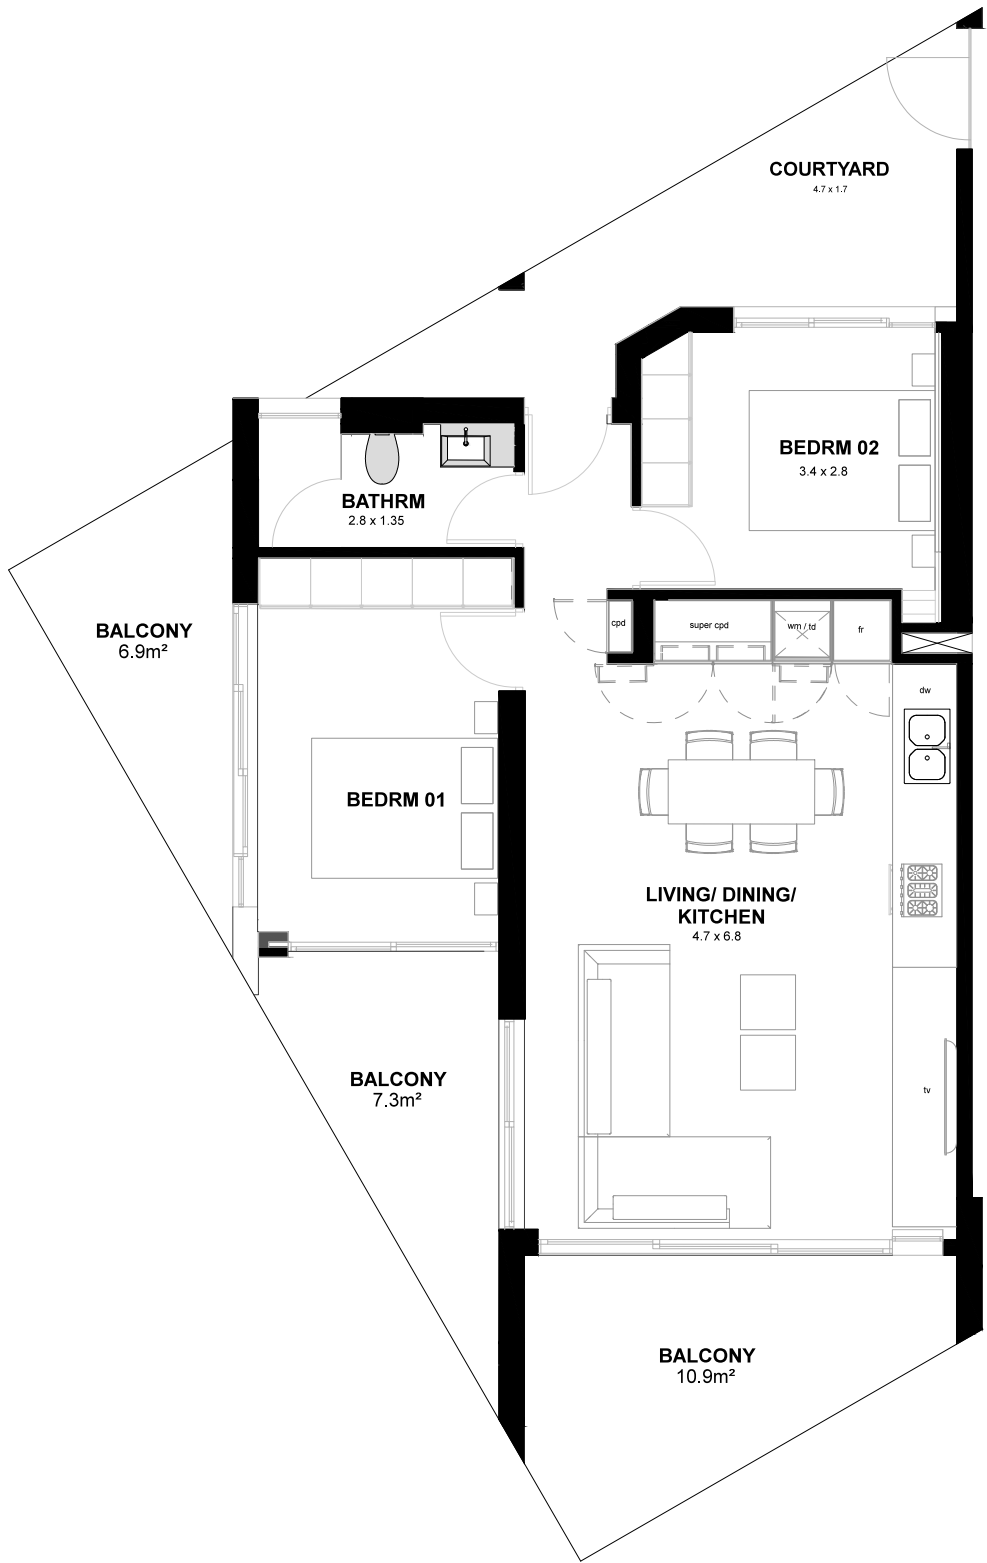 COURTYARD
4.7 x 1.7
BEDRM 02
3.4 x 2.8
BATHRM
2.8 x 1.35
BALCONY
6.9m²
cpd
super cpd
wm / td
fr
dw
BEDRM 01
LIVING/ DINING/
KITCHEN
4.7 x 6.8
BALCONY
7.3m²
tv
BALCONY
10.9m²